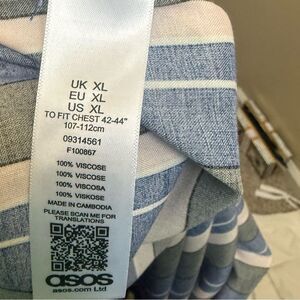 UK XL
EU XL
US XL
TO FIT CHEST 42-44"
107-112cm
09314561
F100867
100% VISCOSE
100% VISCOSE
100% VISCOSA
100% VISKOSE
MADE IN CAMBODIA
PLEASE SCAN ME FOR
TRANSLATIONS
asos
asos.com Ltd